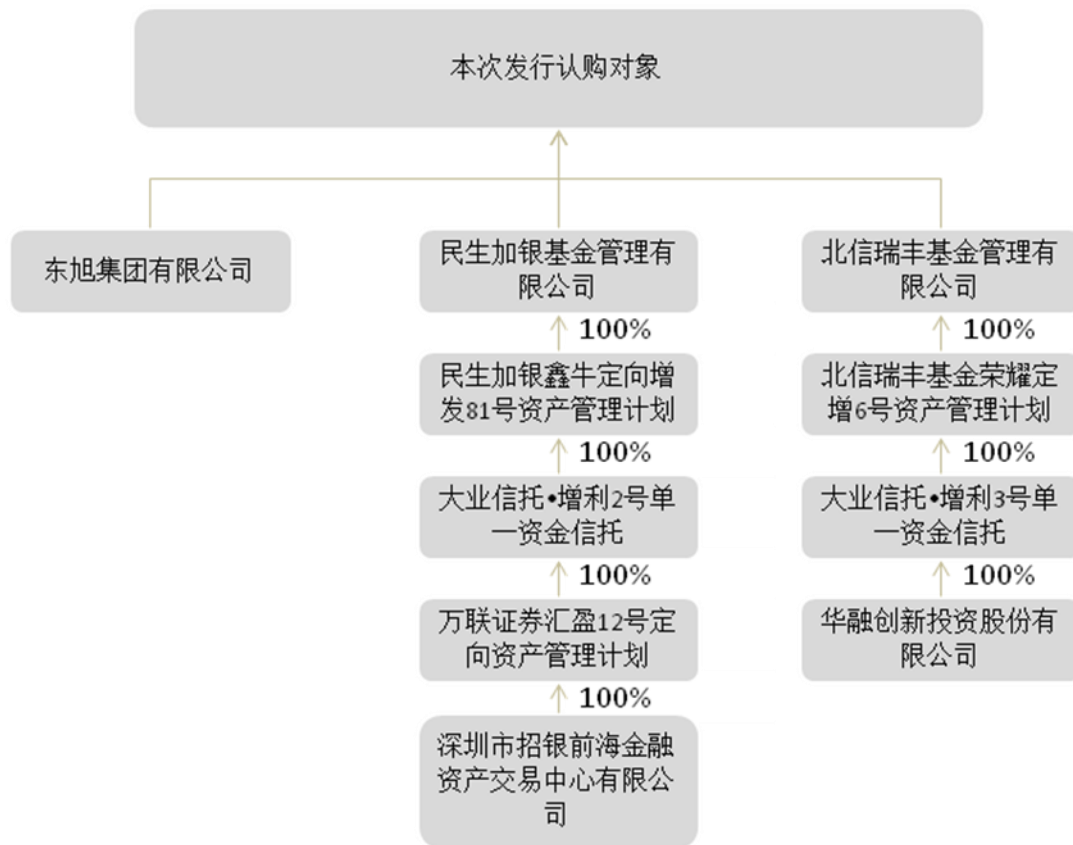 本次发行认购对象
东旭集团有限公司
民生加银基金管理有
限公司
北信瑞丰基金管理有
限公司
100%
100%
民生加银鑫牛定向增
发81号资产管理计划
北信瑞丰基金荣耀定
增6号资产管理计划
100%
100%
大业信托•增利2号单
一资金信托
大业信托•增利3号单
一资金信托
100%
100%
万联证券汇盈12号定
向资产管理计划
华融创新投资股份有
限公司
100%
深圳市招银前海金融
资产交易中心有限公
司